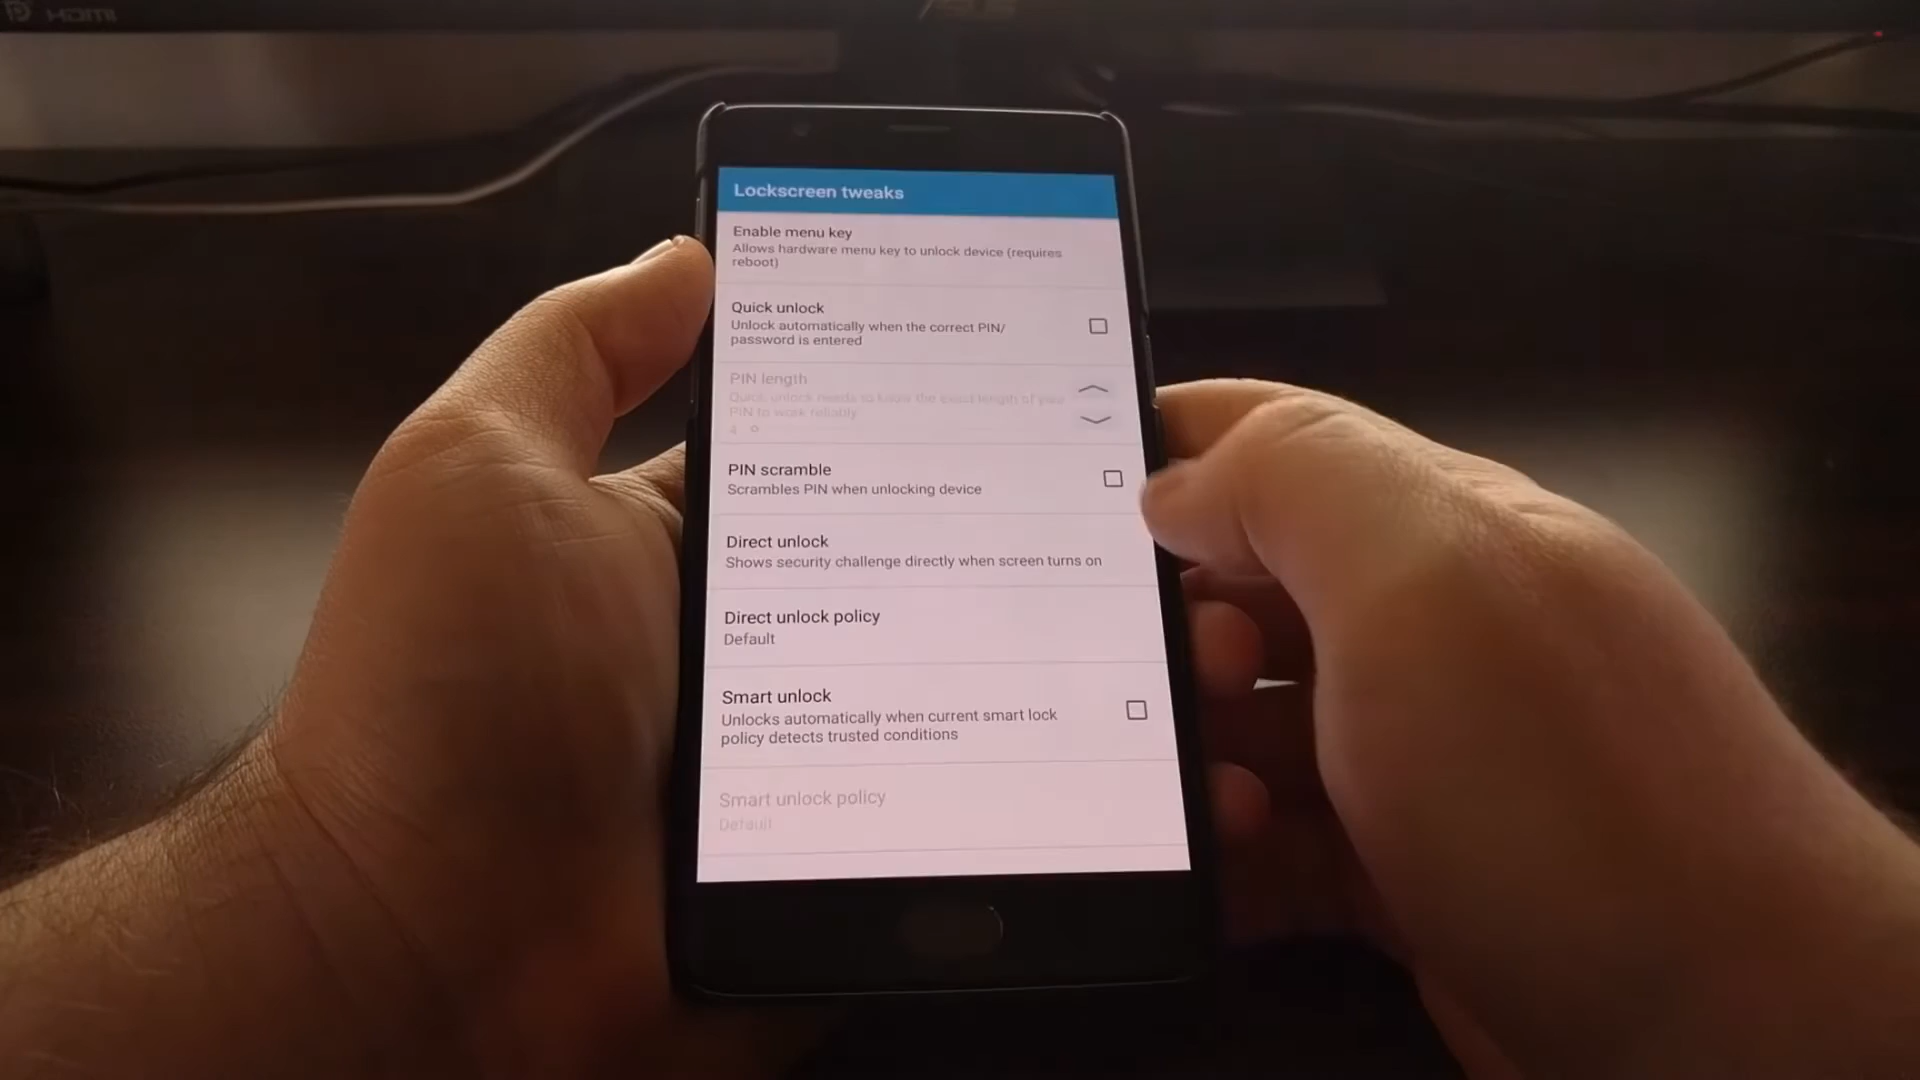 HDMI
Lockscreen tweaks
Enable menu key
Allows hardware menu key to unlock device (requires
reboot)
Quick unlock
Unlock automatically when the correct PIN/
password is entered
PIN length
Quick unlock needs to know the exact length of your
PIN to work reliably
4
PIN scramble
Scrambles PIN when unlocking device
Direct unlock
Shows security challenge directly when screen turns on
Direct unlock policy
Default
Smart unlock
Unlocks automatically when current smart lock
policy detects trusted conditions
Smart unlock policy
Default